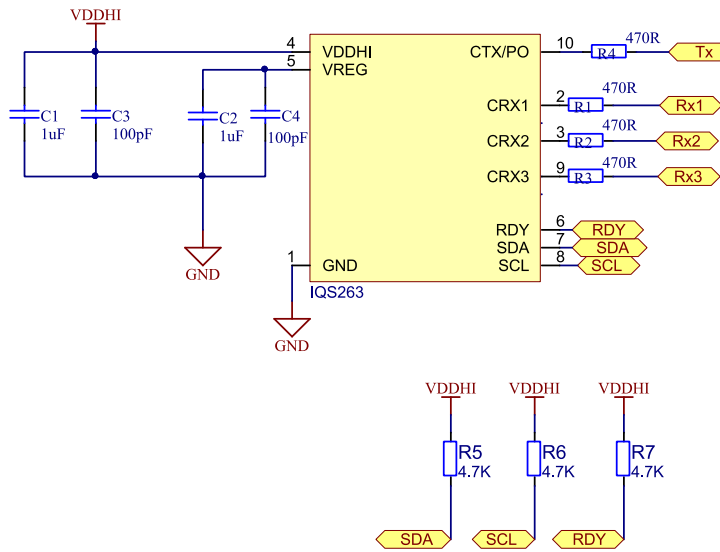 VDDHI
4
VDDHI
5
VREG
CTX/PO
10
R4
470R
Tx
C1
1uF
C3
100pF
C2
1uF
C4
100pF
CRX1
2
R1
470R
Rx1
CRX2
3
R2
470R
Rx2
CRX3
9
R3
470R
Rx3
RDY
6
RDY
SDA
7
SDA
SCL
8
SCL
GND
1
GND
IQS263
GND
VDDHI
VDDHI
VDDHI
R5
4.7K
R6
4.7K
R7
4.7K
SDA
SCL
RDY